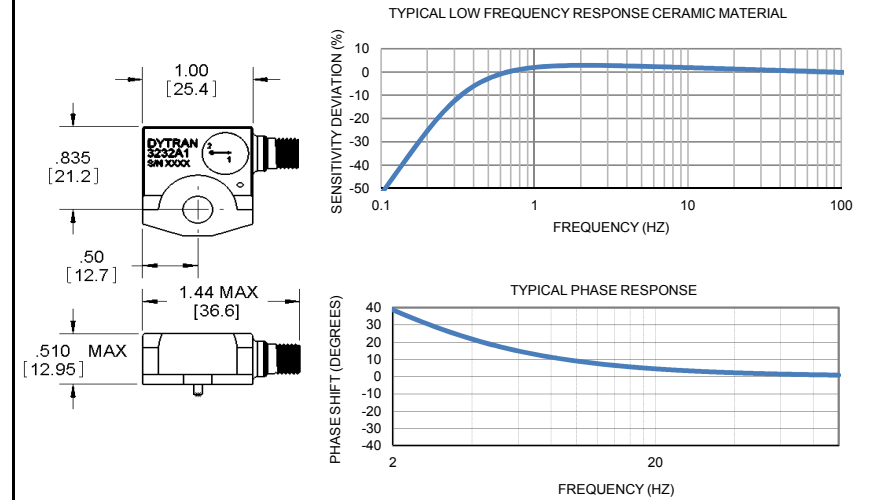 1.00
[25.4]
DYTRAN
3232A1
S/N XXXX
2
1
.835
[21.2]
.50
[12.7]
1.44 MAX
[36.6]
.510 MAX
[12.95]
TYPICAL LOW FREQUENCY RESPONSE CERAMIC MATERIAL
SENSITIVITY DEVIATION (%)
10
0
-10
-20
-30
-40
-50
0.1 1 10 100
FREQUENCY (HZ)
TYPICAL PHASE RESPONSE
PHASE SHIFT (DEGREES)
40
30
20
10
0
-10
-20
-30
-40
2 20
FREQUENCY (HZ)